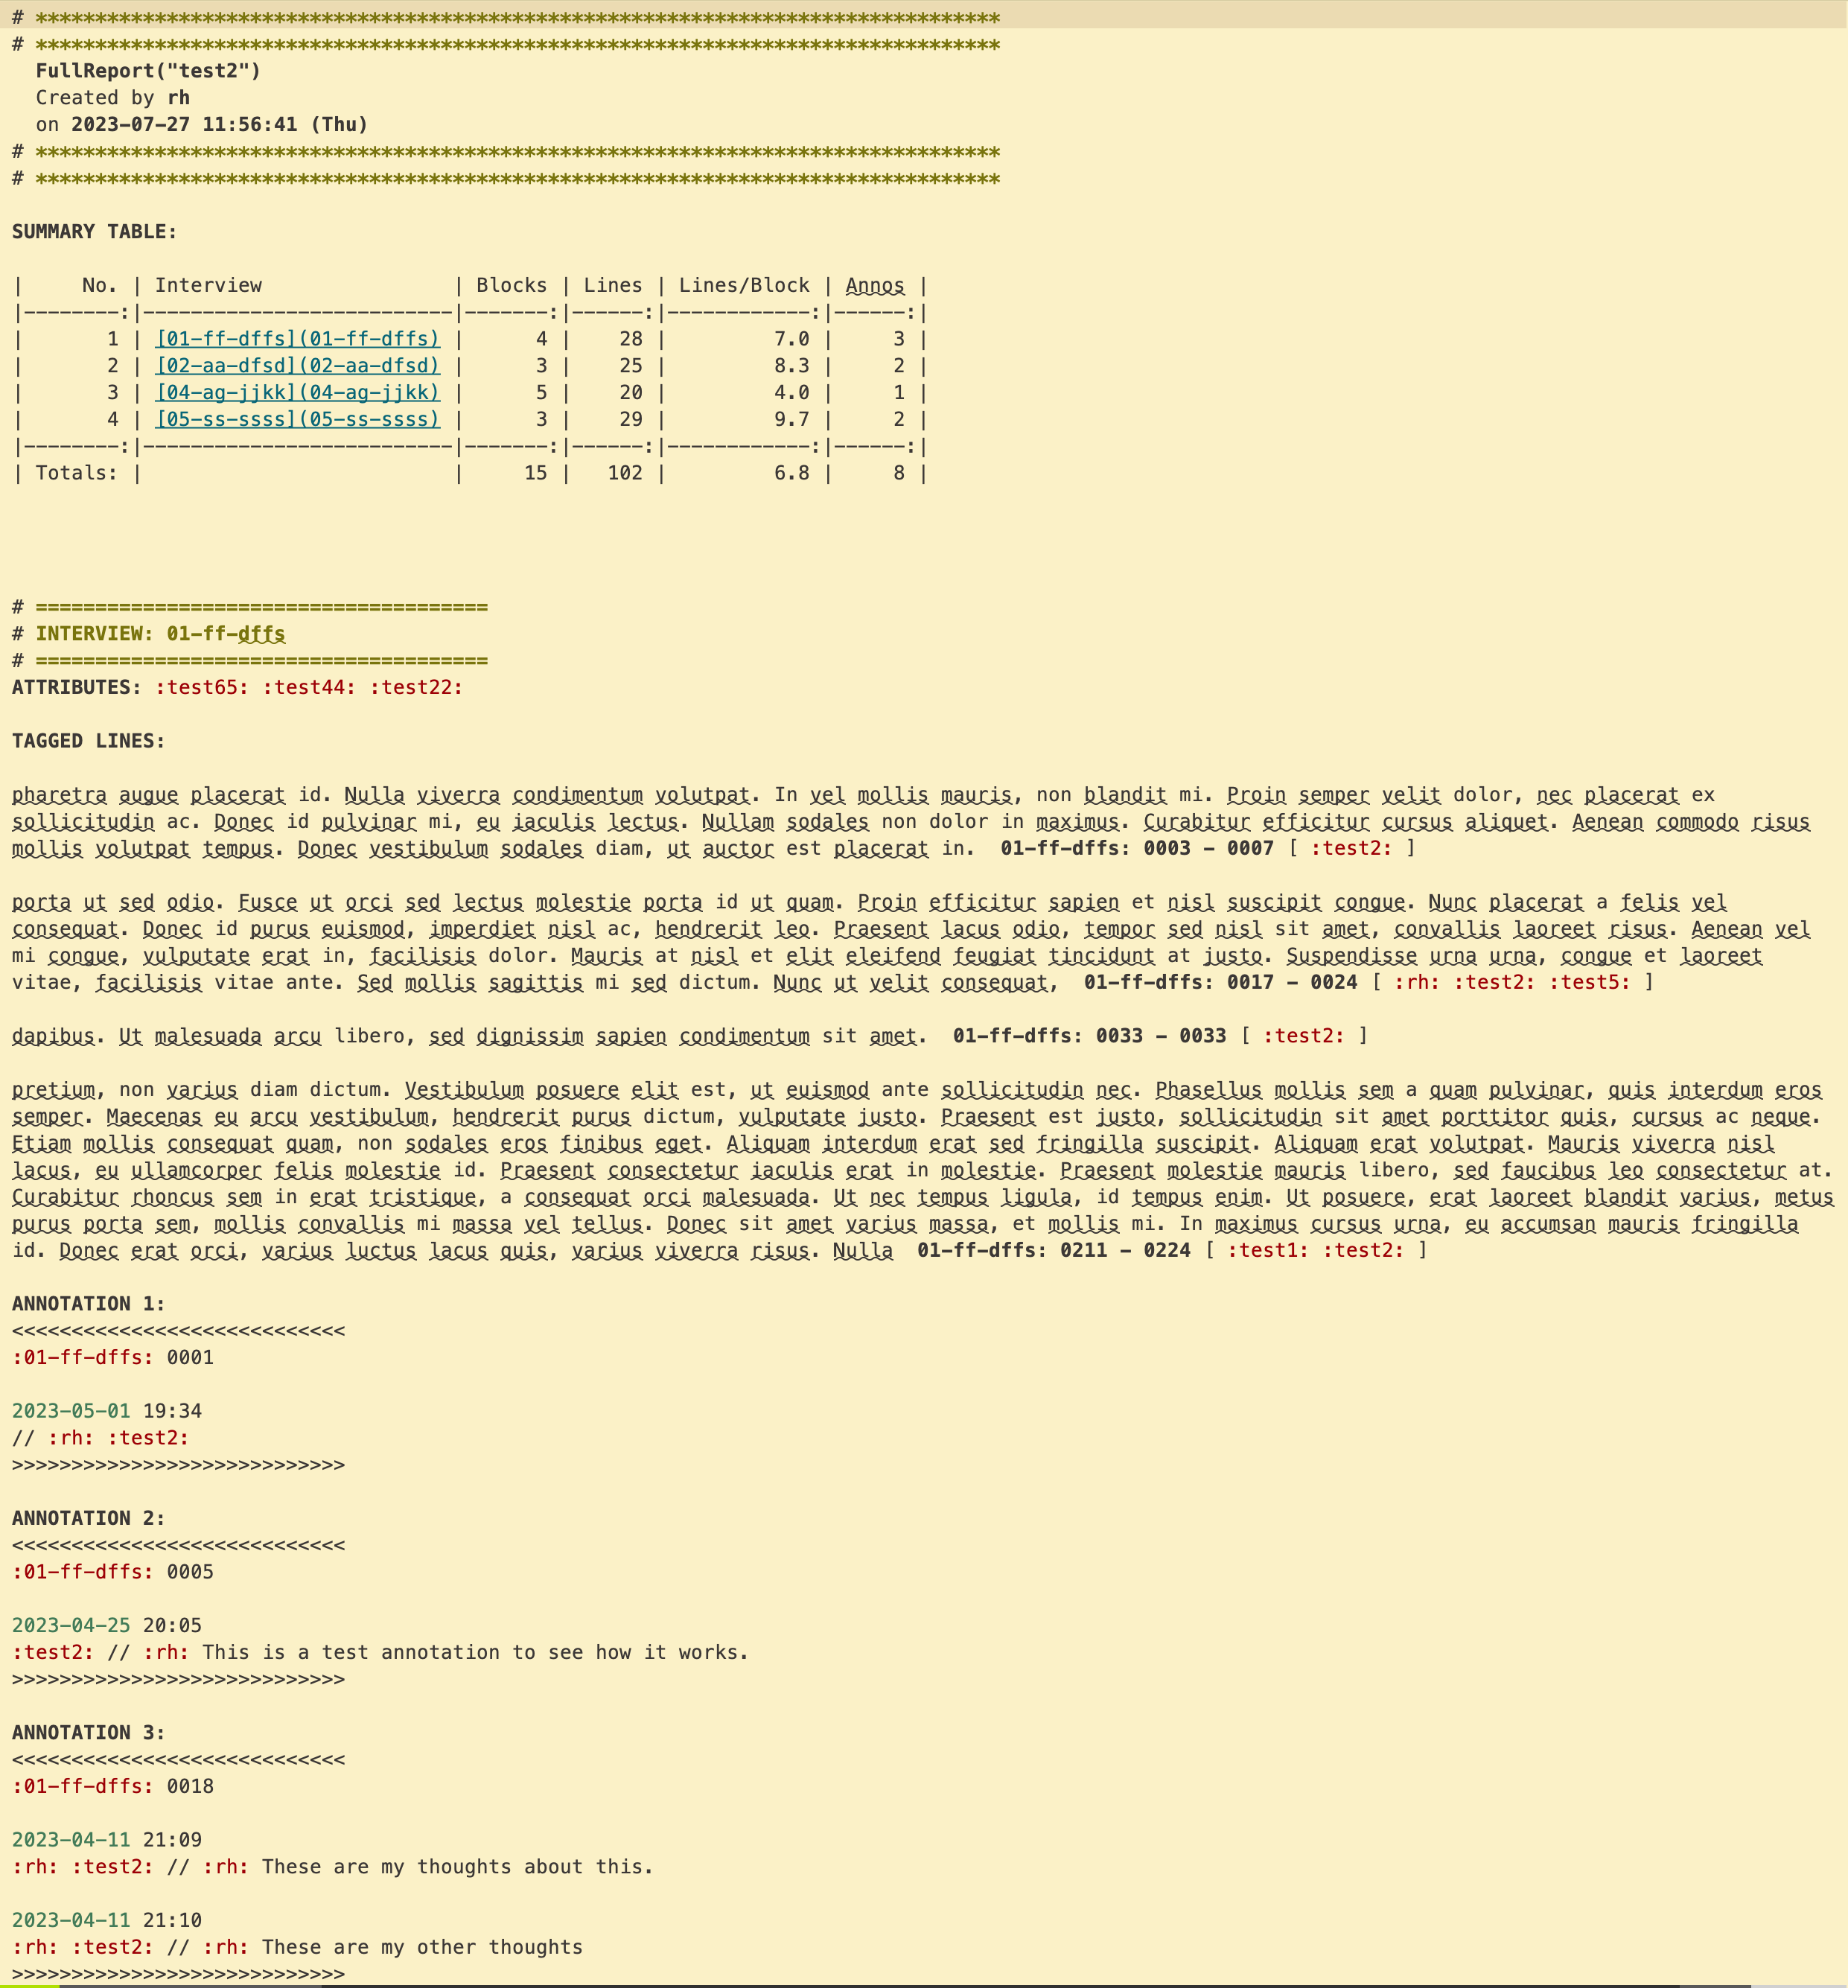 # *********************************************************************************
# *********************************************************************************
  FullReport("test2")
  Created by rh
  on 2023-07-27 11:56:41 (Thu)
# *********************************************************************************
# *********************************************************************************

SUMMARY TABLE:

|     No. | Interview                | Blocks | Lines | Lines/Block | Annos |
|--------:|--------------------------|-------:|------:|------------:|------:|
|       1 | [01-ff-dffs](01-ff-dffs) |      4 |    28 |         7.0 |     3 |
|       2 | [02-aa-dfsd](02-aa-dfsd) |      3 |    25 |         8.3 |     2 |
|       3 | [04-ag-jjkk](04-ag-jjkk) |      5 |    20 |         4.0 |     1 |
|       4 | [05-ss-ssss](05-ss-ssss) |      3 |    29 |         9.7 |     2 |
|--------:|--------------------------|-------:|------:|------------:|------:|
| Totals: |                          |     15 |   102 |         6.8 |     8 |

# ======================================
# INTERVIEW: 01-ff-dffs
# ======================================
ATTRIBUTES: :test65: :test44: :test22:

TAGGED LINES:

pharetra augue placerat id. Nulla viverra condimentum volutpat. In vel mollis mauris, non blandit mi. Proin semper velit dolor, nec placerat ex
sollicitudin ac. Donec id pulvinar mi, eu iaculis lectus. Nullam sodales non dolor in maximus. Curabitur efficitur cursus aliquet. Aenean commodo risus
mollis volutpat tempus. Donec vestibulum sodales diam, ut auctor est placerat in.  01-ff-dffs: 0003 - 0007 [ :test2: ]

porta ut sed odio. Fusce ut orci sed lectus molestie porta id ut quam. Proin efficitur sapien et nisl suscipit congue. Nunc placerat a felis vel
consequat. Donec id purus euismod, imperdiet nisl ac, hendrerit leo. Praesent lacus odio, tempor sed nisl sit amet, convallis laoreet risus. Aenean vel
mi congue, vulputate erat in, facilisis dolor. Mauris at nisl et elit eleifend feugiat tincidunt at justo. Suspendisse urna urna, congue et laoreet
vitae, facilisis vitae ante. Sed mollis sagittis mi sed dictum. Nunc ut velit consequat,  01-ff-dffs: 0017 - 0024 [ :rh: :test2: :test5: ]

dapibus. Ut malesuada arcu libero, sed dignissim sapien condimentum sit amet.  01-ff-dffs: 0033 - 0033 [ :test2: ]

pretium, non varius diam dictum. Vestibulum posuere elit est, ut euismod ante sollicitudin nec. Phasellus mollis sem a quam pulvinar, quis interdum eros
semper. Maecenas eu arcu vestibulum, hendrerit purus dictum, vulputate justo. Praesent est justo, sollicitudin sit amet porttitor quis, cursus ac neque.
Etiam mollis consequat quam, non sodales eros finibus eget. Aliquam interdum erat sed fringilla suscipit. Aliquam erat volutpat. Mauris viverra nisl
lacus, eu ullamcorper felis molestie id. Praesent consectetur iaculis erat in molestie. Praesent molestie mauris libero, sed faucibus leo consectetur at.
Curabitur rhoncus sem in erat tristique, a consequat orci malesuada. Ut nec tempus ligula, id tempus enim. Ut posuere, erat laoreet blandit varius, metus
purus porta sem, mollis convallis mi massa vel tellus. Donec sit amet varius massa, et mollis mi. In maximus cursus urna, eu accumsan mauris fringilla
id. Donec erat orci, varius luctus lacus quis, varius viverra risus. Nulla  01-ff-dffs: 0211 - 0224 [ :test1: :test2: ]

ANNOTATION 1:
<<<<<<<<<<<<<<<<<<<<<<<<<<<<
:01-ff-dffs: 0001

2023-05-01 19:34
// :rh: :test2:
>>>>>>>>>>>>>>>>>>>>>>>>>>>>

ANNOTATION 2:
<<<<<<<<<<<<<<<<<<<<<<<<<<<<
:01-ff-dffs: 0005

2023-04-25 20:05
:test2: // :rh: This is a test annotation to see how it works.
>>>>>>>>>>>>>>>>>>>>>>>>>>>>

ANNOTATION 3:
<<<<<<<<<<<<<<<<<<<<<<<<<<<<
:01-ff-dffs: 0018

2023-04-11 21:09
:rh: :test2: // :rh: These are my thoughts about this.

2023-04-11 21:10
:rh: :test2: // :rh: These are my other thoughts
>>>>>>>>>>>>>>>>>>>>>>>>>>>>